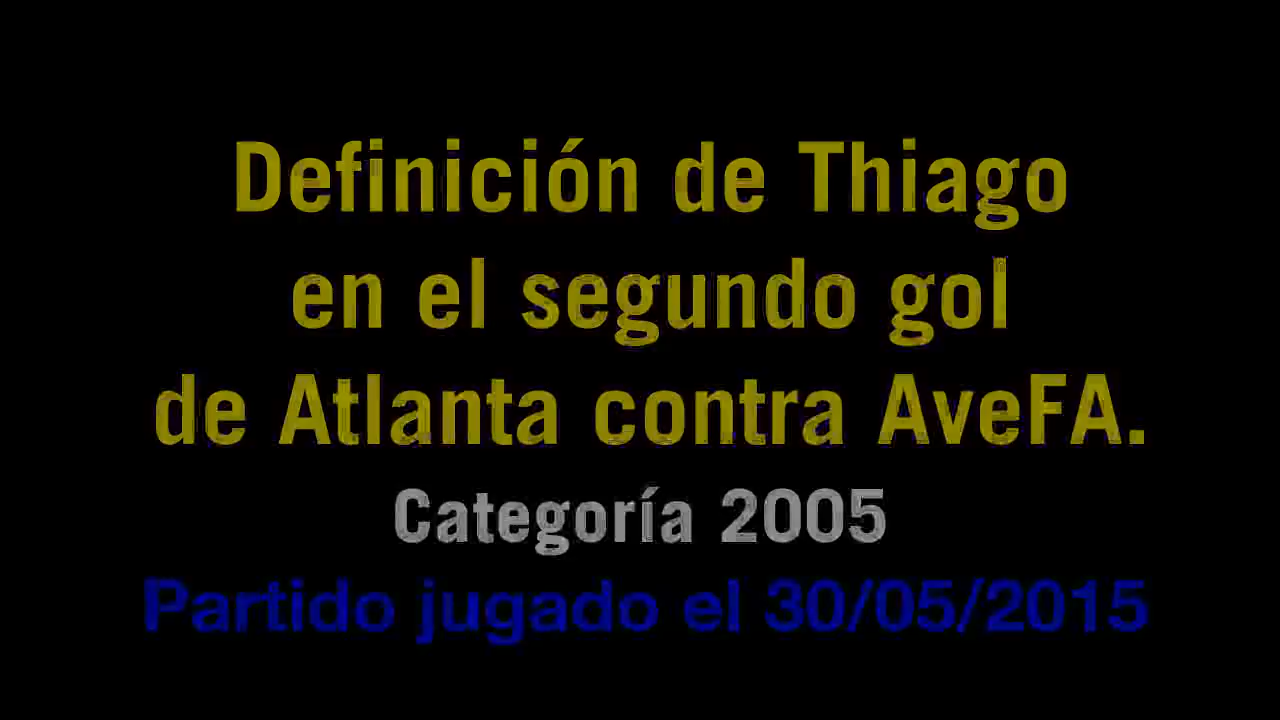 Definición de Thiago
en el segundo gol
de Atlanta contra AveFA.
Categoría 2005
Partido jugado el 30/05/2015